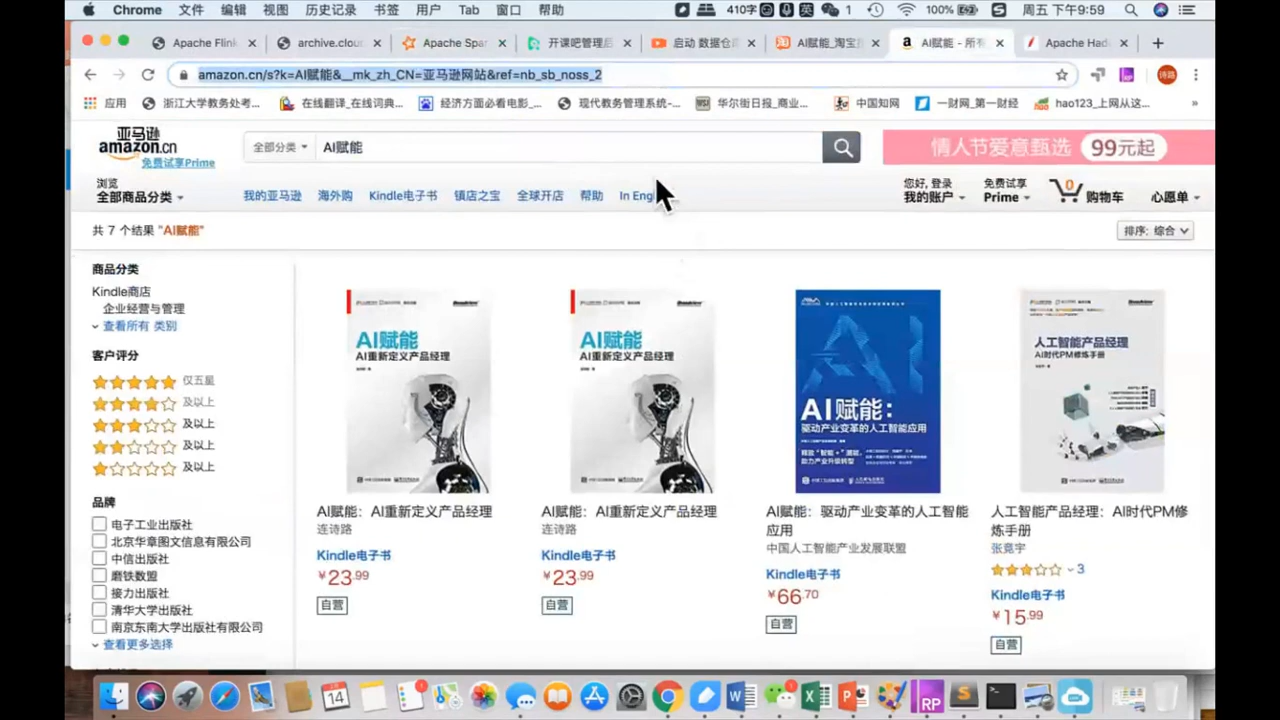 Chrome 文件 编辑 视图 历史记录 书签 用户 Tab 窗口 帮助 410字 英 1 100% 周五 下午9:59
Apache Flin archive.clou Apache Spar 开课吧管理后 启动 数据仓 AI赋能_淘宝 AI赋能 - 所有 Apache Had
amazon.cn/s?k=AI赋能&__mk_zh_CN=亚马逊网站&ref=nb_sb_noss_2 诗路
应用 浙江大学教务处考... 在线翻译_在线词典... 经济方面必看电影_... 现代教务管理系统-... 华尔街日报_商业,... 中国知网 一财网_第一财经 hao123_上网从这... »
亚马逊
amazon.cn
免费试享Prime
全部分类 AI赋能
情人节爱意甄选 99元起
浏览
全部商品分类
我的亚马逊 海外购 Kindle电子书 镇店之宝 全球开店 帮助 In Eng
您好, 登录
我的账户
免费试享
Prime
0 购物车
心愿单
共 7 个结果 "AI赋能"
排序: 综合
商品分类
Kindle商店
企业经营与管理
查看所有 类别
客户评分
仅五星
及以上
及以上
及以上
及以上
品牌
电子工业出版社
北京华章图文信息有限公司
中信出版社
磨铁数盟
接力出版社
清华大学出版社
南京东南大学出版社有限公司
查看更多选择
AI赋能
AI重新定义产品经理
AI赋能：AI重新定义产品经理
连诗路
Kindle电子书
¥23.99
自营
AI赋能
AI重新定义产品经理
AI赋能：AI重新定义产品经理
连诗路
Kindle电子书
¥23.99
自营
AI赋能：
驱动产业变革的人工智能应用
释放“智能+”潜能，
助力产业升级转型
AI赋能：驱动产业变革的人工智能
应用
中国人工智能产业发展联盟
Kindle电子书
¥66.70
自营
人工智能产品经理
AI时代PM修炼手册
人工智能产品经理：AI时代PM修
炼手册
张竞宇
3
Kindle电子书
¥15.99
自营
14
RP